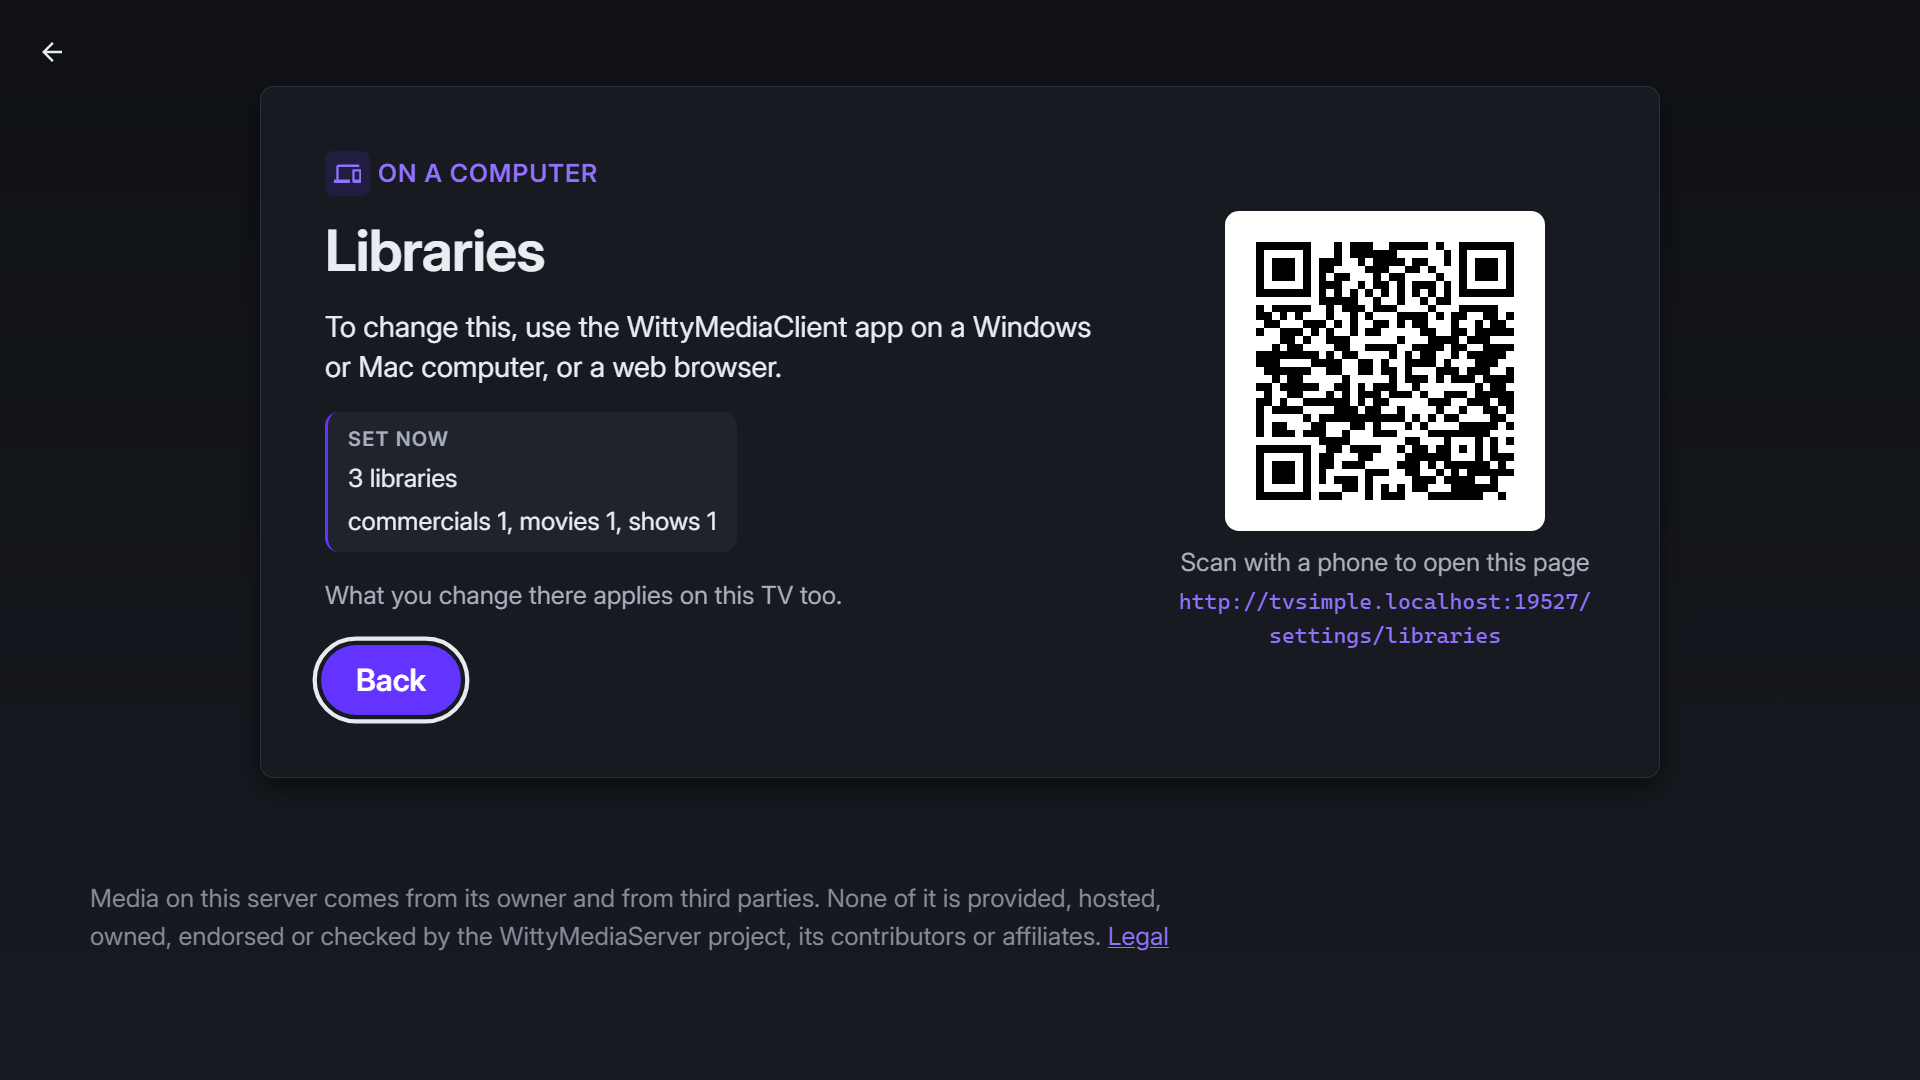 ON A COMPUTER
Libraries
To change this, use the WittyMediaClient app on a Windows
or Mac computer, or a web browser.
SET NOW
3 libraries
commercials 1, movies 1, shows 1
What you change there applies on this TV too.
Back
Scan with a phone to open this page
http://tvsimple.localhost:19527/
settings/libraries
Media on this server comes from its owner and from third parties. None of it is provided, hosted,
owned, endorsed or checked by the WittyMediaServer project, its contributors or affiliates. Legal